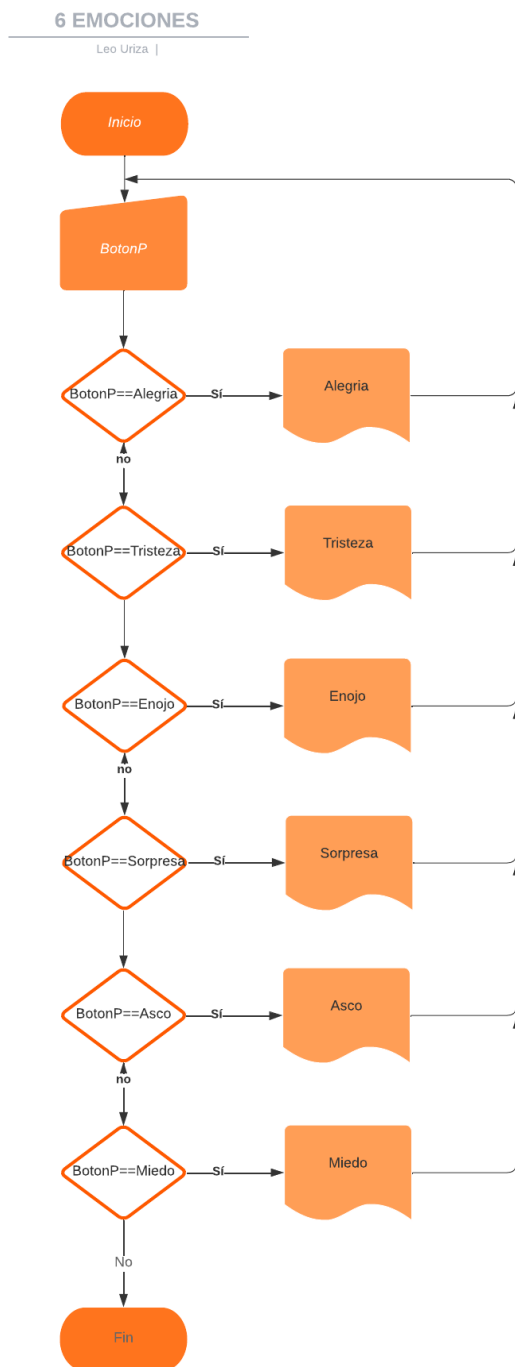 6 EMOCIONES
Leo Uriza |
Inicio
BotonP
BotonP==Alegria
Sí
Alegria
no
BotonP==Tristeza
Sí
Tristeza
BotonP==Enojo
Sí
Enojo
no
BotonP==Sorpresa
Sí
Sorpresa
BotonP==Asco
Sí
Asco
no
BotonP==Miedo
Sí
Miedo
No
Fin